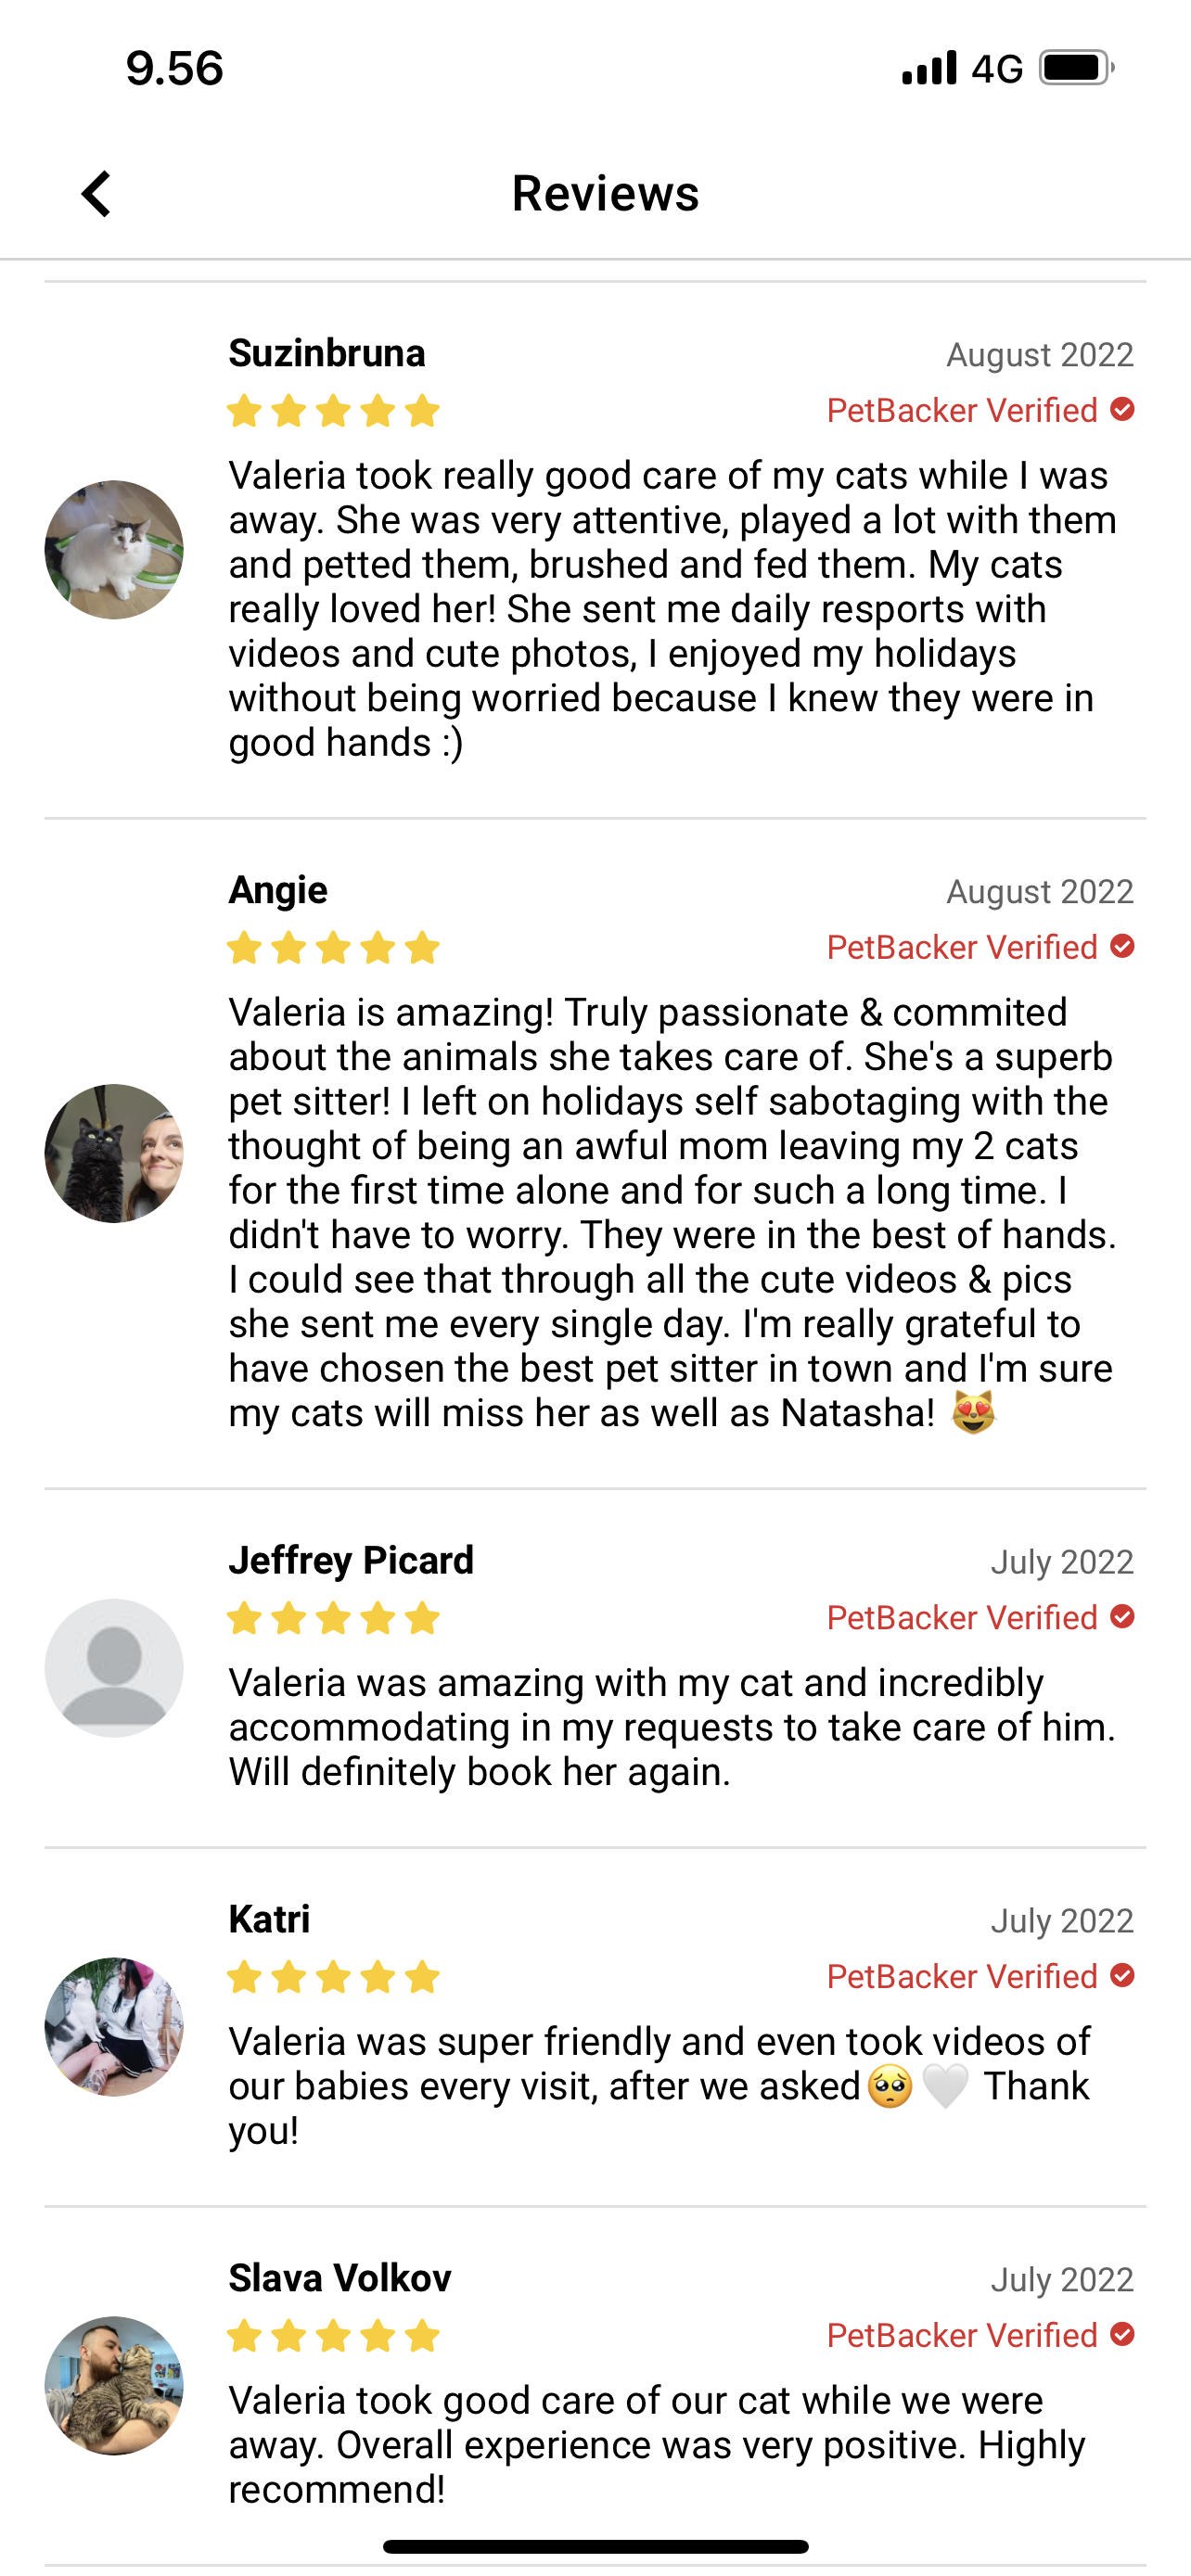 9.56
4G
Reviews
Suzinbruna
August 2022
PetBacker Verified
Valeria took really good care of my cats while I was
away. She was very attentive, played a lot with them
and petted them, brushed and fed them. My cats
really loved her! She sent me daily resports with
videos and cute photos, I enjoyed my holidays
without being worried because I knew they were in
good hands :)
Angie
August 2022
PetBacker Verified
Valeria is amazing! Truly passionate & commited
about the animals she takes care of. She's a superb
pet sitter! I left on holidays self sabotaging with the
thought of being an awful mom leaving my 2 cats
for the first time alone and for such a long time. I
didn't have to worry. They were in the best of hands.
I could see that through all the cute videos & pics
she sent me every single day. I'm really grateful to
have chosen the best pet sitter in town and I'm sure
my cats will miss her as well as Natasha! 😻
Jeffrey Picard
July 2022
PetBacker Verified
Valeria was amazing with my cat and incredibly
accommodating in my requests to take care of him.
Will definitely book her again.
Katri
July 2022
PetBacker Verified
Valeria was super friendly and even took videos of
our babies every visit, after we asked🥺🤍 Thank
you!
Slava Volkov
July 2022
PetBacker Verified
Valeria took good care of our cat while we were
away. Overall experience was very positive. Highly
recommend!